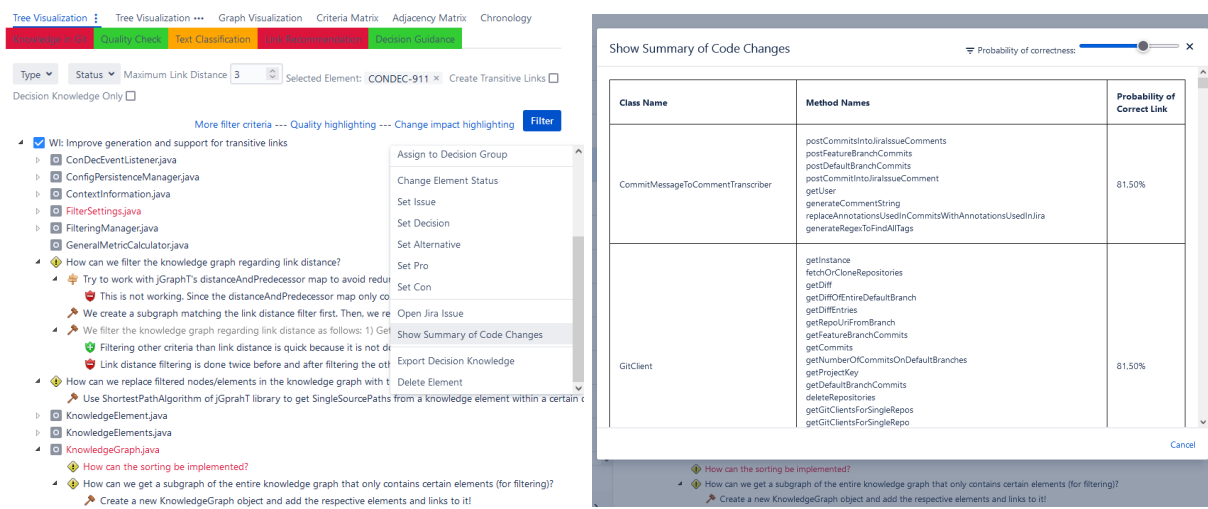 Tree Visualization Tree Visualization Graph Visualization Criteria Matrix Adjacency Matrix Chronology
Quality Check Text Classification Link Recommendation Decision Guidance
Type Status Maximum Link Distance 3 Selected Element: CONDEC-911 × Create Transitive Links
Decision Knowledge Only
More filter criteria --- Quality highlighting --- Change impact highlighting Filter
WI: Improve generation and support for transitive links
ConDecEventListener.java
ConfigPersistenceManager.java
ContextInformation.java
FilterSettings.java
FilteringManager.java
GeneralMetricCalculator.java
How can we filter the knowledge graph regarding link distance?
Try to work with jGraphT's distanceAndPredecessor map to avoid redu
This is not working. Since the distanceAndPredecessor map only co
We create a subgraph matching the link distance filter first. Then, we re
We filter the knowledge graph regarding link distance as follows: 1) Get
Filtering other criteria than link distance is quick because it is not de
Link distance filtering is done twice before and after filtering the oth
How can we replace filtered nodes/elements in the knowledge graph with t
Use ShortestPathAlgorithm of jGprahT library to get SingleSourcePaths from a knowledge element within a certain
KnowledgeElement.java
KnowledgeElements.java
KnowledgeGraph.java
How can the sorting be implemented?
How can we get a subgraph of the entire knowledge graph that only contains certain elements (for filtering)?
Create a new KnowledgeGraph object and add the respective elements and links to it!
Assign to Decision Group
Change Element Status
Set Issue
Set Decision
Set Alternative
Set Pro
Set Con
Open Jira Issue
Show Summary of Code Changes
Export Decision Knowledge
Delete Element
Show Summary of Code Changes Probability of correctness: ×
Class Name Method Names Probability of
Correct Link
postCommitsIntoJiraIssueComments
postFeatureBranchCommits
postDefaultBranchCommits
postCommitIntoJiraIssueComment
CommitMessageToCommentTranscriber getUser 81.50%
generateCommentString
replaceAnnotationsUsedInCommitsWithAnnotationsUsedInJira
generateRegexToFindAllTags
getInstance
fetchOrCloneRepositories
getDiff
getDiffOfEntireDefaultBranch
getDiffEntries
getRepoUriFromBranch
getFeatureBranchCommits
getCommits
GitClient getNumberOfCommitsOnDefaultBranches 81.50%
getProjectKey
getDefaultBranchCommits
deleteRepositories
getGitClientsForSingleRepos
getGitClientsForSingleRepo
Cancel
How can the sorting be implemented?
How can we get a subgraph of the entire knowledge graph that only contains certain elements (for filtering)?
Create a new KnowledgeGraph object and add the respective elements and links to it!